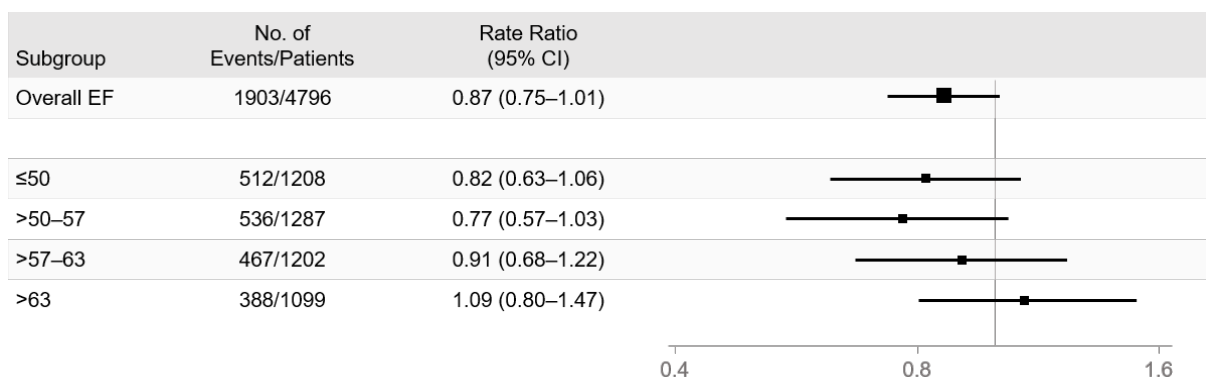 Subgroup No. of Events/Patients Rate Ratio (95% CI)
Overall EF 1903/4796 0.87 (0.75–1.01)
≤50 512/1208 0.82 (0.63–1.06)
>50–57 536/1287 0.77 (0.57–1.03)
>57–63 467/1202 0.91 (0.68–1.22)
>63 388/1099 1.09 (0.80–1.47)
0.4 0.8 1.6